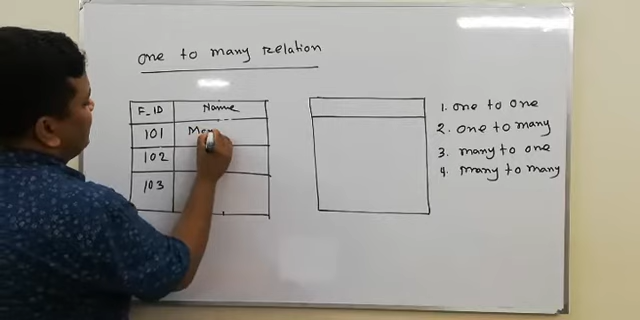 one to many Relation
F_ID Name
101
102
103
1. one to one
2. one to many
3. many to one
4. many to many